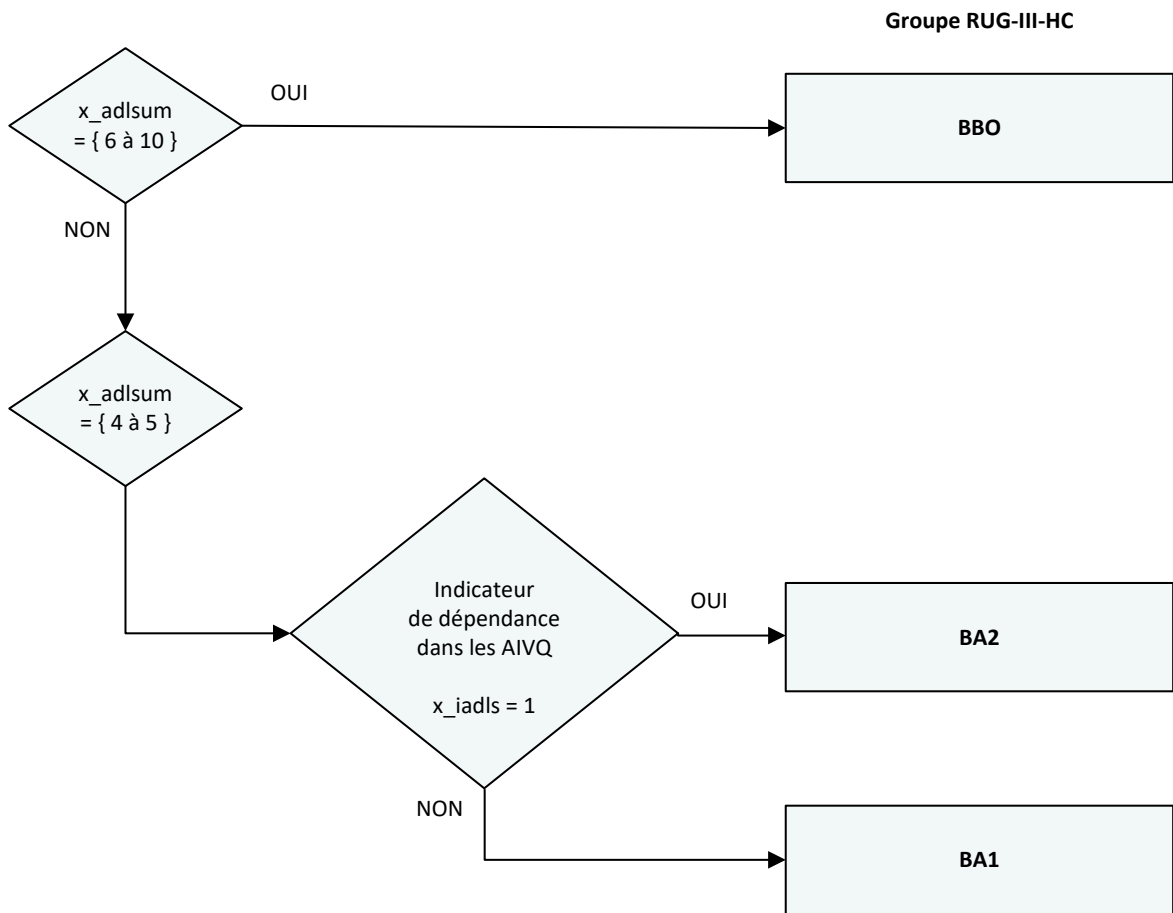 Groupe RUG-III-HC
x_adlsum
= { 6 à 10 }
OUI
BBO
NON
x_adlsum
= { 4 à 5 }
Indicateur
de dépendance
dans les AIVQ
x_iadls = 1
OUI
BA2
NON
BA1